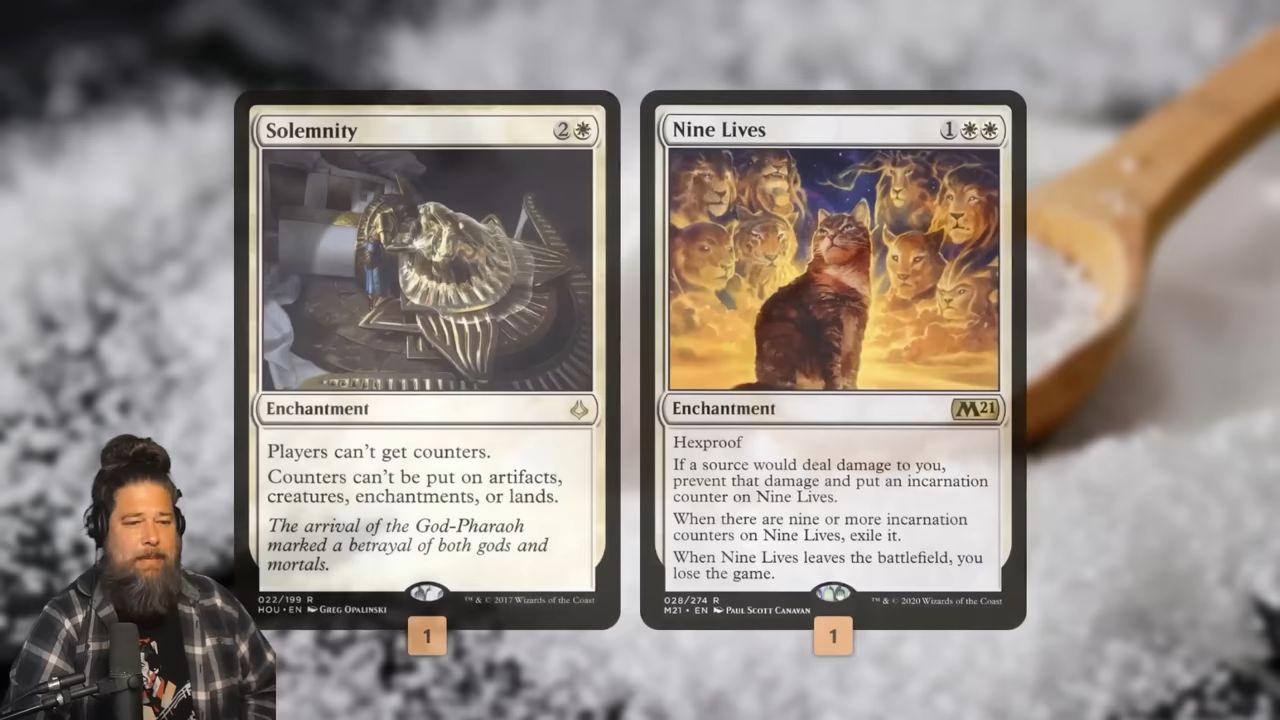 Solemnity 2
Enchantment
Players can't get counters.
Counters can't be put on artifacts,
creatures, enchantments, or lands.
The arrival of the God-Pharaoh
marked a betrayal of both gods and
mortals.
022/199 R
HOU • EN Greg Opalinski
™ & © 2017 Wizards of the Coast
1
Nine Lives 1
Enchantment M21
Hexproof
If a source would deal damage to you,
prevent that damage and put an incarnation
counter on Nine Lives.
When there are nine or more incarnation
counters on Nine Lives, exile it.
When Nine Lives leaves the battlefield, you
lose the game.
028/274 R
M21 • EN Paul Scott Canavan
™ & © 2020 Wizards of the Coast
1